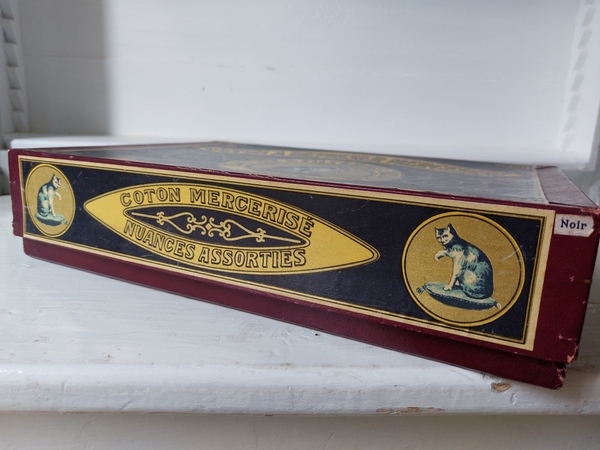 COTON MERCERISÉ
NUANCES ASSORTIES
Noir